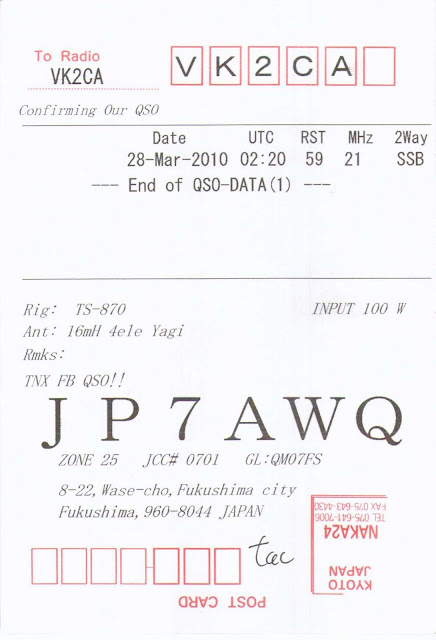 To Radio
VK2CA
VK2CA
Confirming Our QSO
Date UTC RST MHz 2Way
28-Mar-2010 02:20 59 21 SSB
--- End of QSO-DATA(1) ---
Rig: TS-870 INPUT 100 W
Ant: 16mH 4ele Yagi
Rmks:
TNX FB QSO!!
JP7AWQ
ZONE 25 JCC# 0701 GL:QM07FS
8-22,Wase-cho,Fukushima city
Fukushima,960-8044 JAPAN
tac
KYOTO
JAPAN
NAKA24
TEL 075-641-7006
FAX 075-643-4430
POST CARD